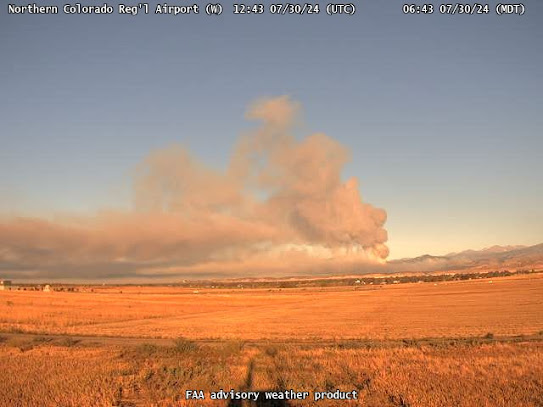 Northern Colorado Reg'l Airport (W) 12:43 07/30/24 (UTC) 06:43 07/30/24 (MDT)
FAA advisory weather product